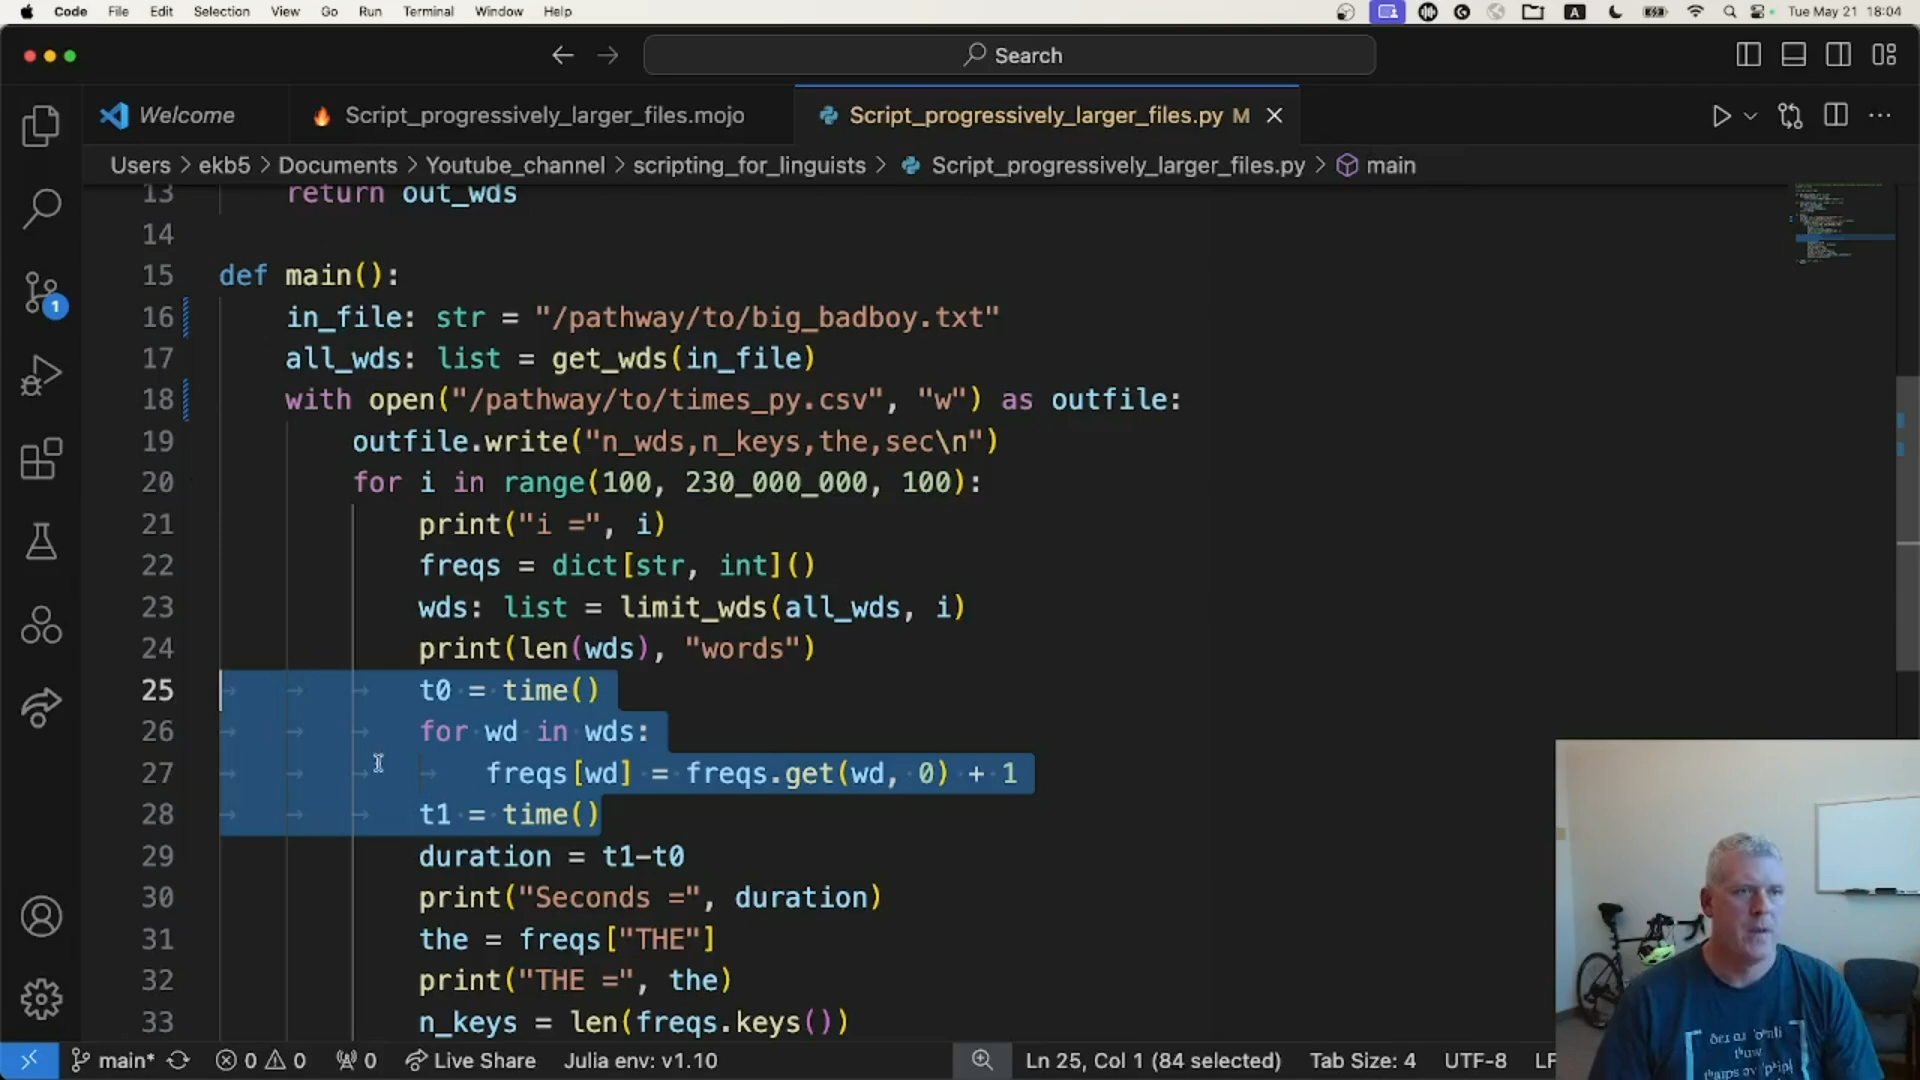 Code File Edit Selection View Go Run Terminal Window Help
A Tue May 21 18:04
Search
Welcome
Script_progressively_larger_files.mojo
Script_progressively_larger_files.py M
Users > ekb5 > Documents > Youtube_channel > scripting_for_linguists > Script_progressively_larger_files.py > main
13 return out_wds
14
15 def main():
16 in_file: str = "/pathway/to/big_badboy.txt"
17 all_wds: list = get_wds(in_file)
18 with open("/pathway/to/times_py.csv", "w") as outfile:
19 outfile.write("n_wds,n_keys,the,sec\n")
20 for i in range(100, 230_000_000, 100):
21 print("i =", i)
22 freqs = dict[str, int]()
23 wds: list = limit_wds(all_wds, i)
24 print(len(wds), "words")
25 t0 = time()
26 for wd in wds:
27 freqs[wd] = freqs.get(wd, 0) + 1
28 t1 = time()
29 duration = t1-t0
30 print("Seconds =", duration)
31 the = freqs["THE"]
32 print("THE =", the)
33 n_keys = len(freqs.keys())
1
main* 0 0 0 Live Share Julia env: v1.10 Ln 25, Col 1 (84 selected) Tab Size: 4 UTF-8 LF